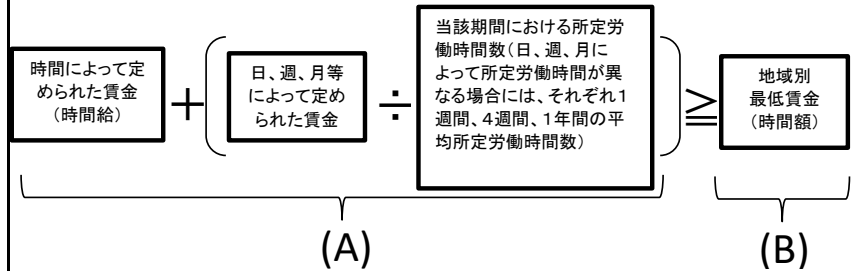 時間によって定
められた賃金
（時間給）
＋
日、週、月等
によって定め
られた賃金
÷
当該期間における所定労
働時間数（日、週、月に
よって所定労働時間が異
なる場合には、それぞれ１
週間、４週間、１年間の平
均所定労働時間数）
≧
地域別
最低賃金
（時間額）
(A)
(B)